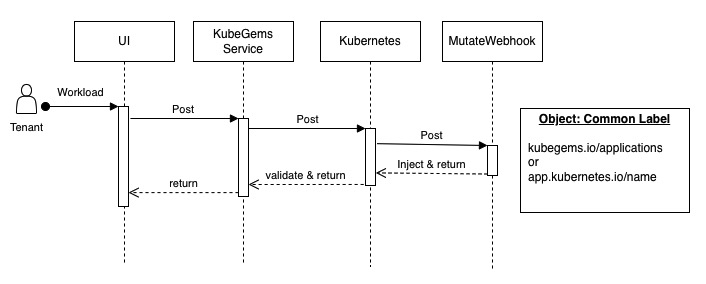 UI
KubeGems
Service
Kubernetes
MutateWebhook
Workload
Tenant
Post
Post
Post
Inject & return
validate & return
return
Object: Common Label
kubegems.io/applications
or
app.kubernetes.io/name